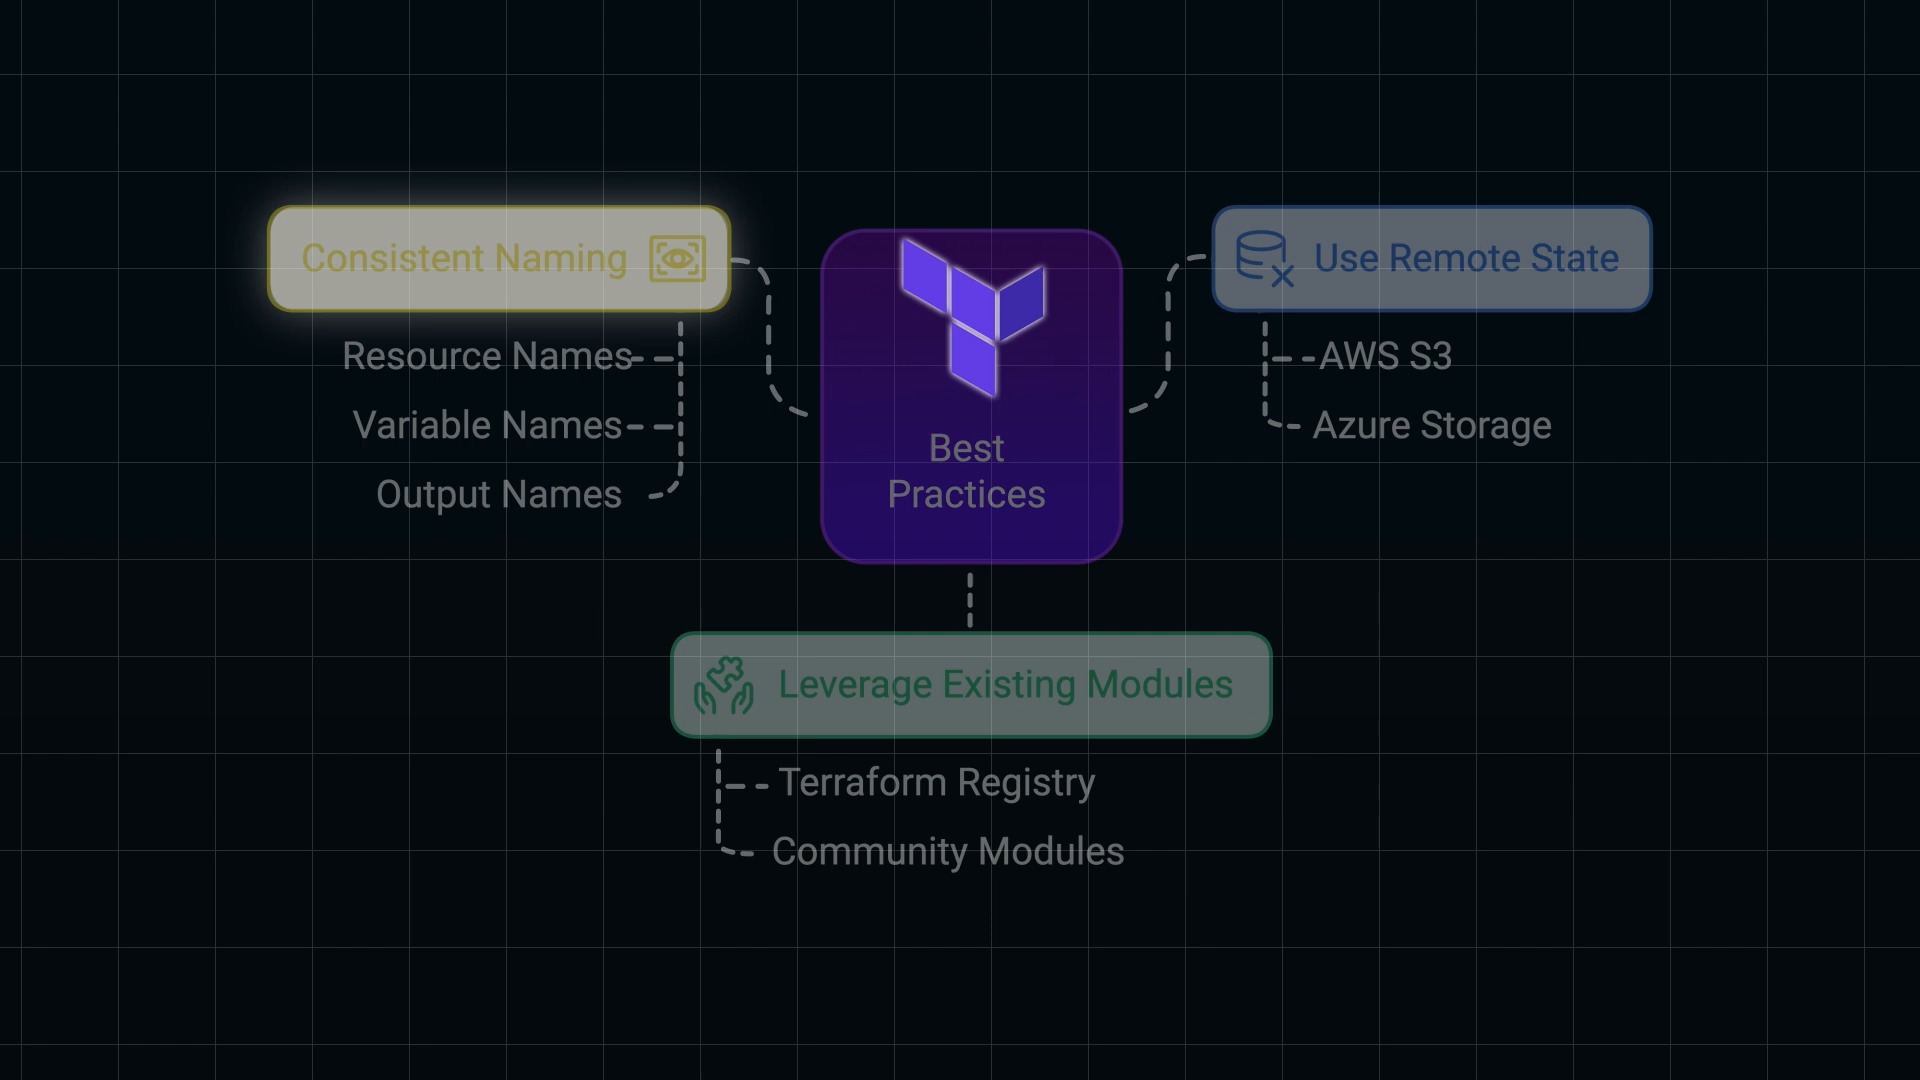 Consistent Naming
Resource Names
Variable Names
Output Names
Best
Practices
Use Remote State
AWS S3
Azure Storage
Leverage Existing Modules
Terraform Registry
Community Modules